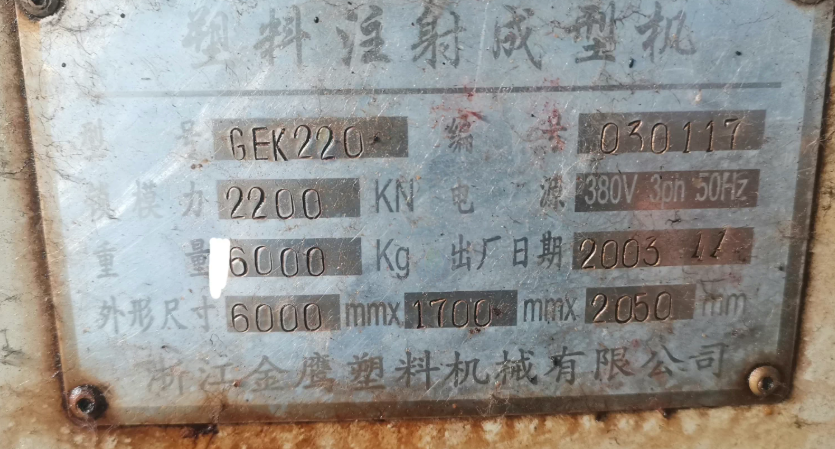 塑料注射成型机
型 号 GEK220 编 号 030117
锁模力 2200 KN 电 源 380V 3ph 50Hz
重 量 6000 Kg 出厂日期 2003 11
外形尺寸 6000 mmx 1700 mmx 2050 mm
浙江金鹰塑料机械有限公司